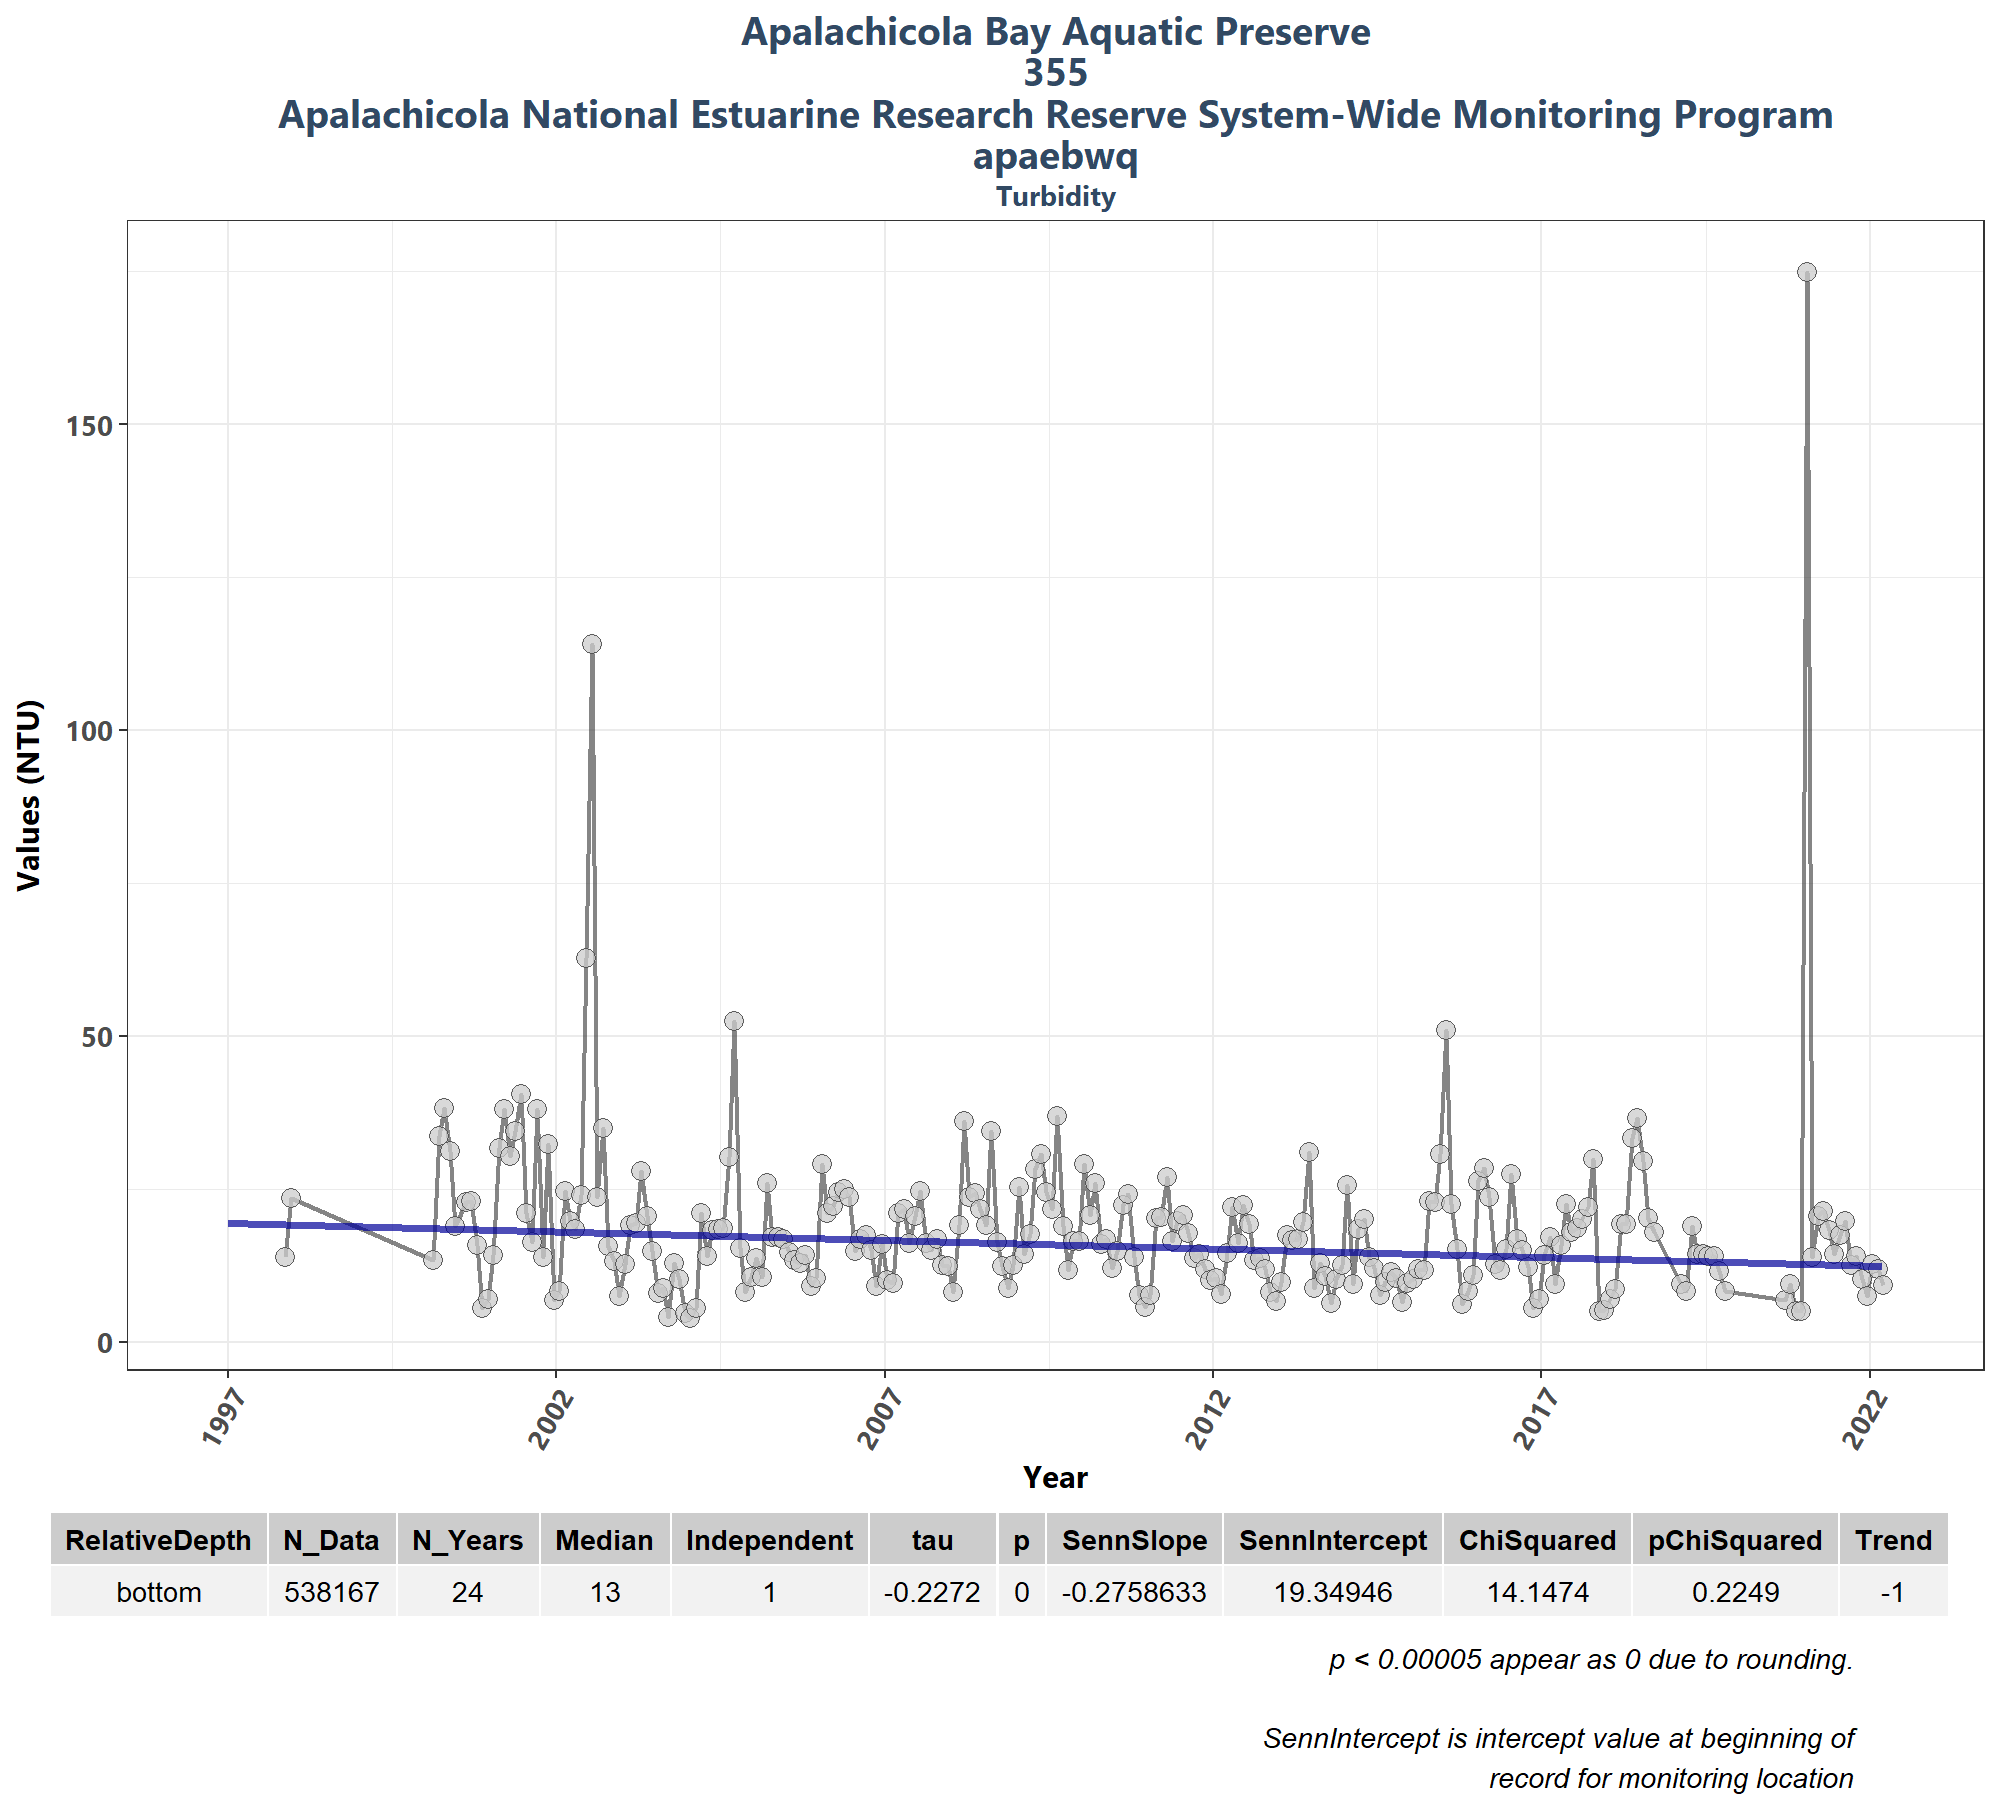 Apalachicola Bay Aquatic Preserve
355
Apalachicola National Estuarine Research Reserve System-Wide Monitoring Program
apaebwq
Turbidity
Values (NTU)
150
100
50
0
1997 2002 2007 2012 2017 2022
Year
RelativeDepth N_Data N_Years Median Independent tau p SennSlope SennIntercept ChiSquared pChiSquared Trend
bottom 538167 24 13 1 -0.2272 0 -0.2758633 19.34946 14.1474 0.2249 -1
p < 0.00005 appear as 0 due to rounding.
SennIntercept is intercept value at beginning of
record for monitoring location